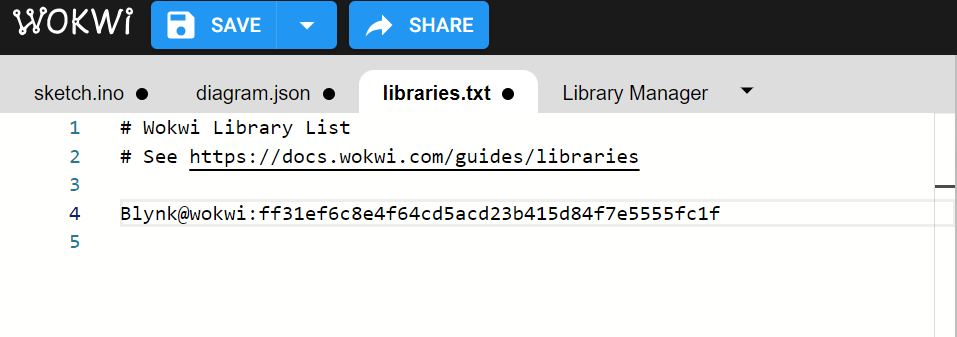 WOKWI SAVE SHARE
sketch.ino diagram.json libraries.txt Library Manager
1 # Wokwi Library List
2 # See https://docs.wokwi.com/guides/libraries
3
4 Blynk@wokwi:ff31ef6c8e4f64cd5acd23b415d84f7e5555fc1f
5